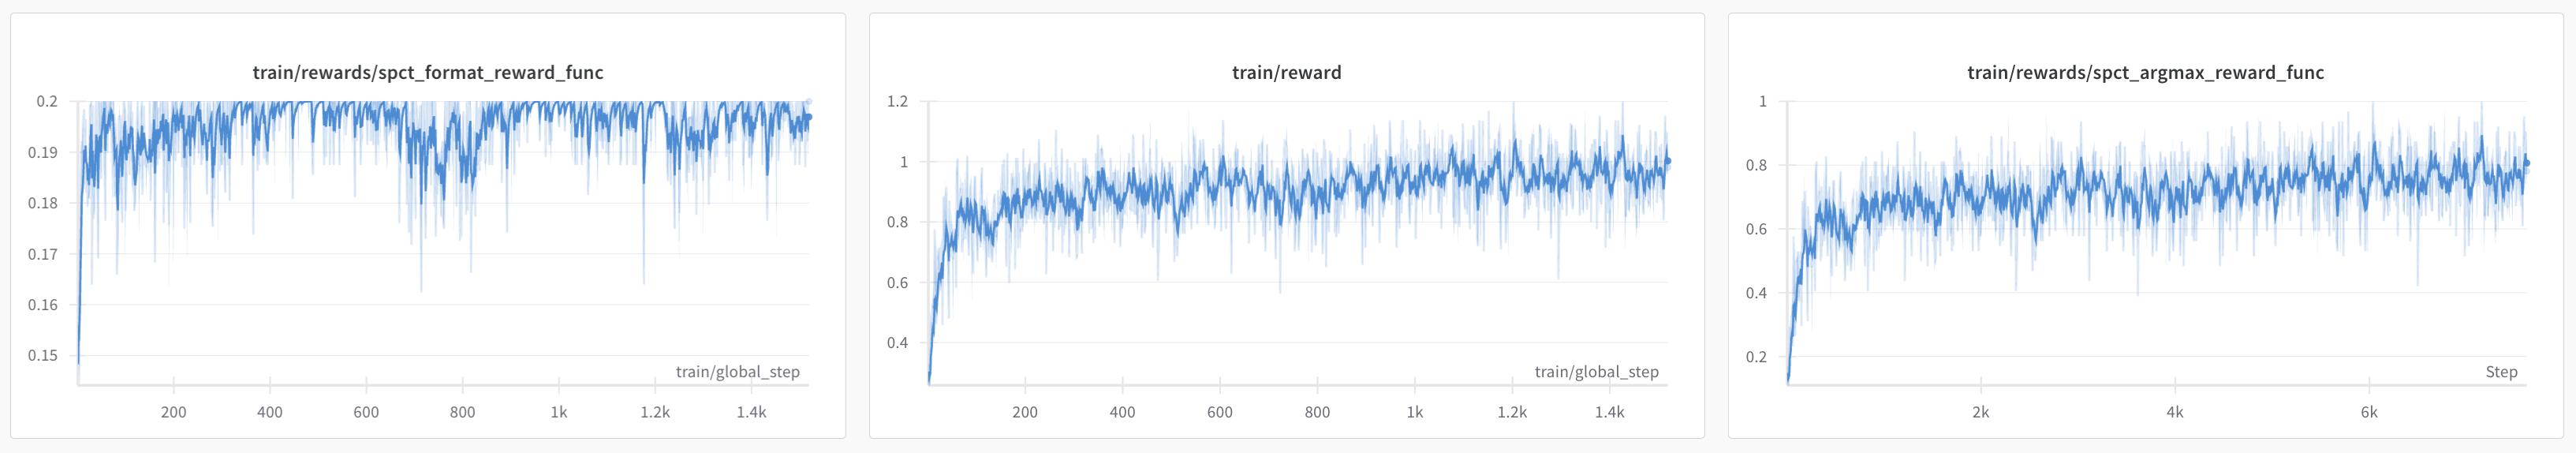 train/rewards/spct_format_reward_func
0.2
0.19
0.18
0.17
0.16
0.15
train/global_step
200 400 600 800 1k 1.2k 1.4k
train/reward
1.2
1
0.8
0.6
0.4
train/global_step
200 400 600 800 1k 1.2k 1.4k
train/rewards/spct_argmax_reward_func
1
0.8
0.6
0.4
0.2
Step
2k 4k 6k